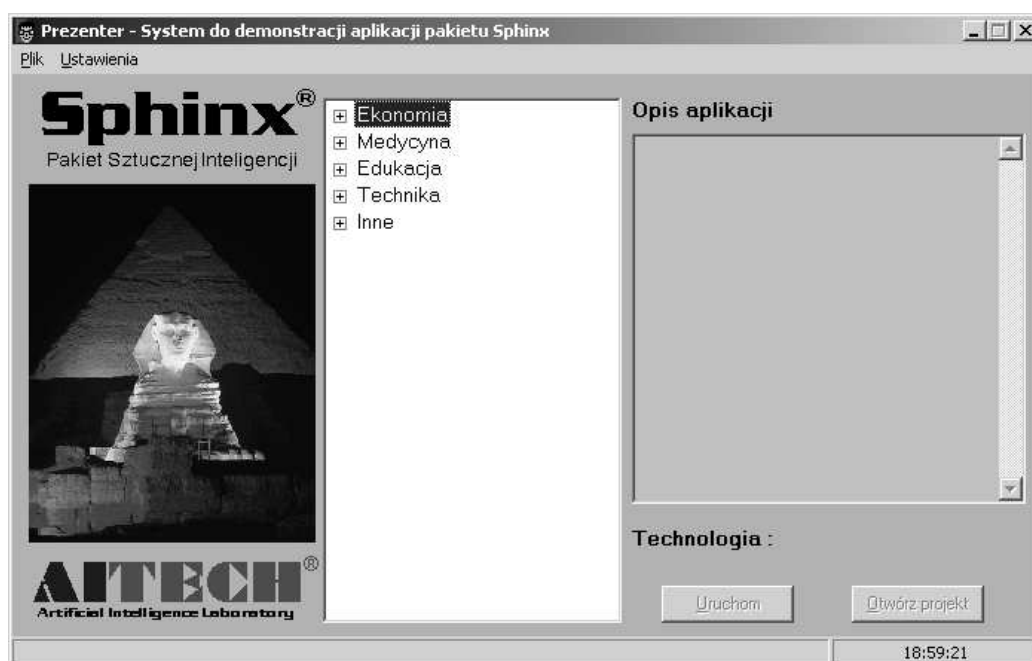 Prezenter - System do demonstracji aplikacji pakietu Sphinx
Plik Ustawienia
Sphinx®
Pakiet Sztucznej Inteligencji
Ekonomia
Medycyna
Edukacja
Technika
Inne
Opis aplikacji
Technologia :
AITECH®
Artificial Intelligence Laboratory
Uruchom
Otwórz projekt
18:59:21